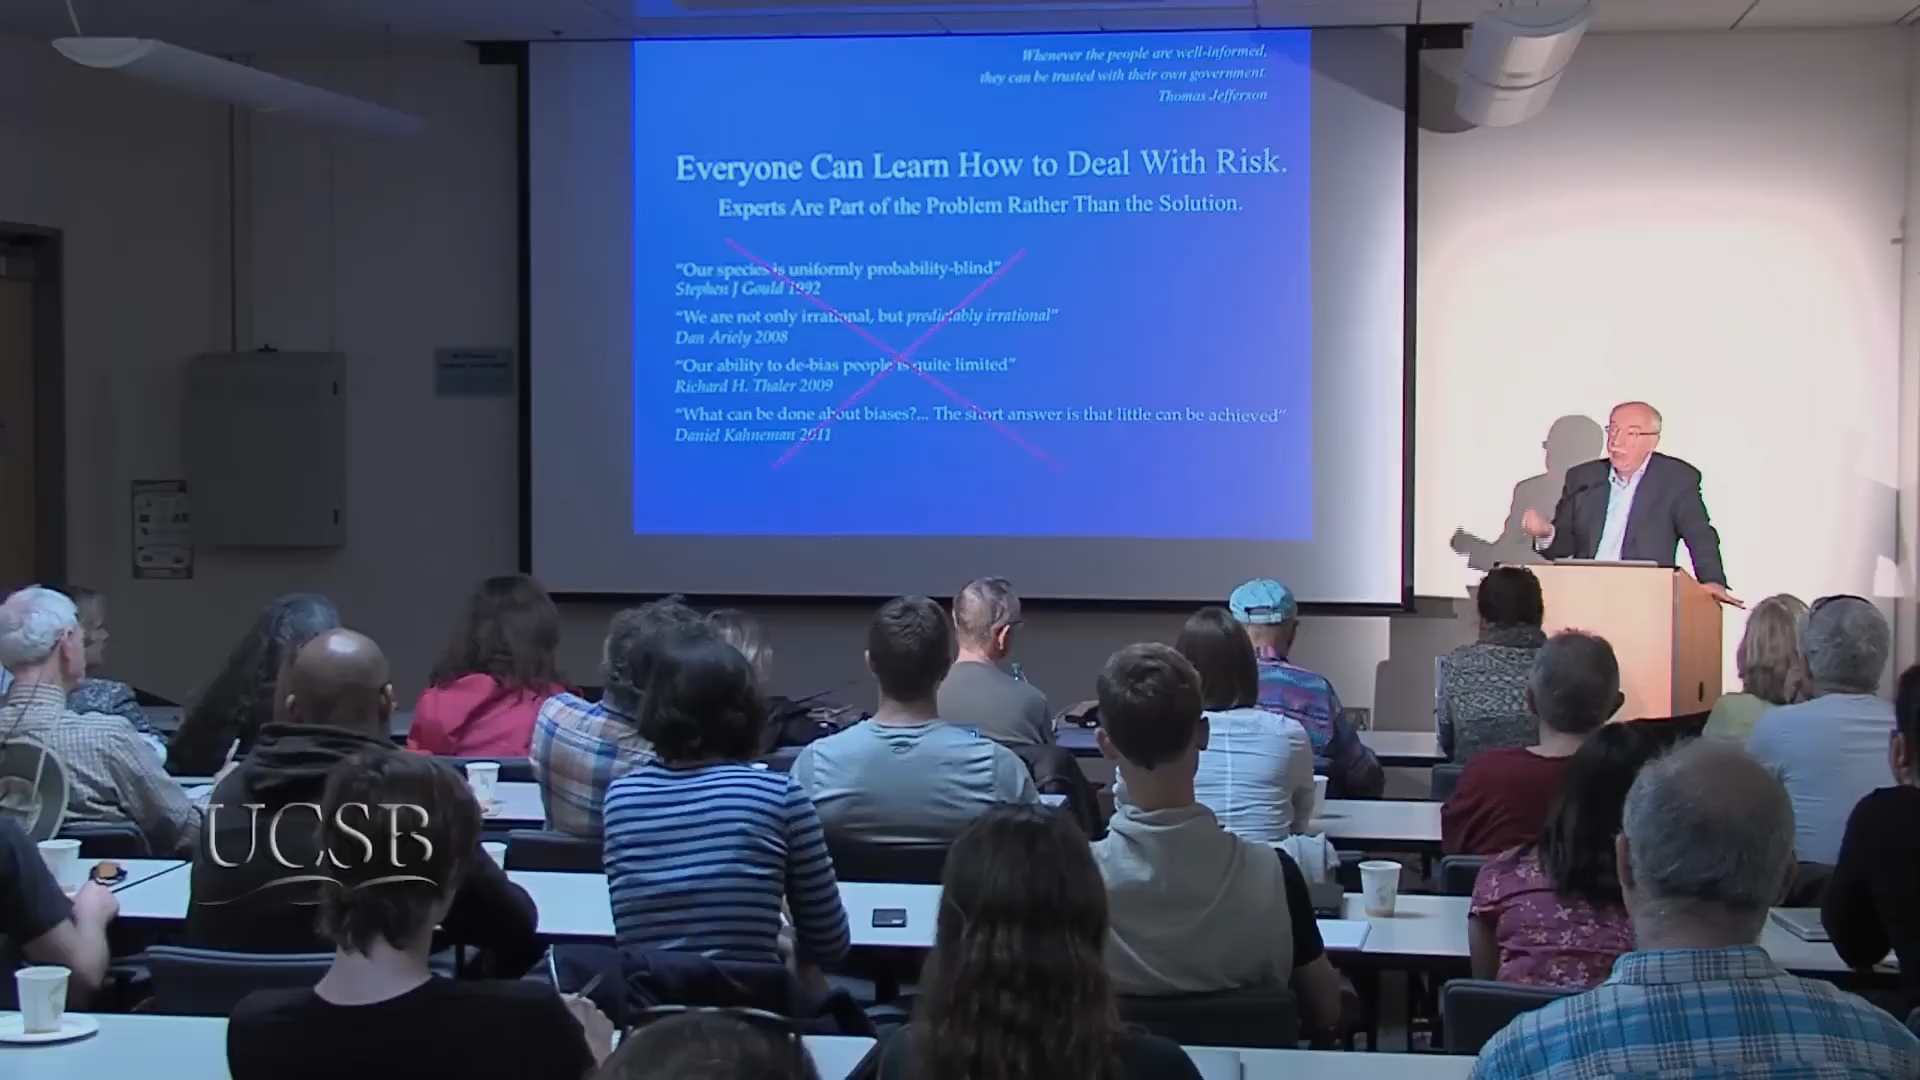 Whenever the people are well-informed,
they can be trusted with their own government.
Thomas Jefferson
Everyone Can Learn How to Deal With Risk.
Experts Are Part of the Problem Rather Than the Solution.
“Our species is uniformly probability-blind”
Stephen J Gould 1992
“We are not only irrational, but predictably irrational”
Dan Ariely 2008
“Our ability to de-bias people is quite limited”
Richard H. Thaler 2009
“What can be done about biases?... The short answer is that little can be achieved”
Daniel Kahneman 2011
UCSB